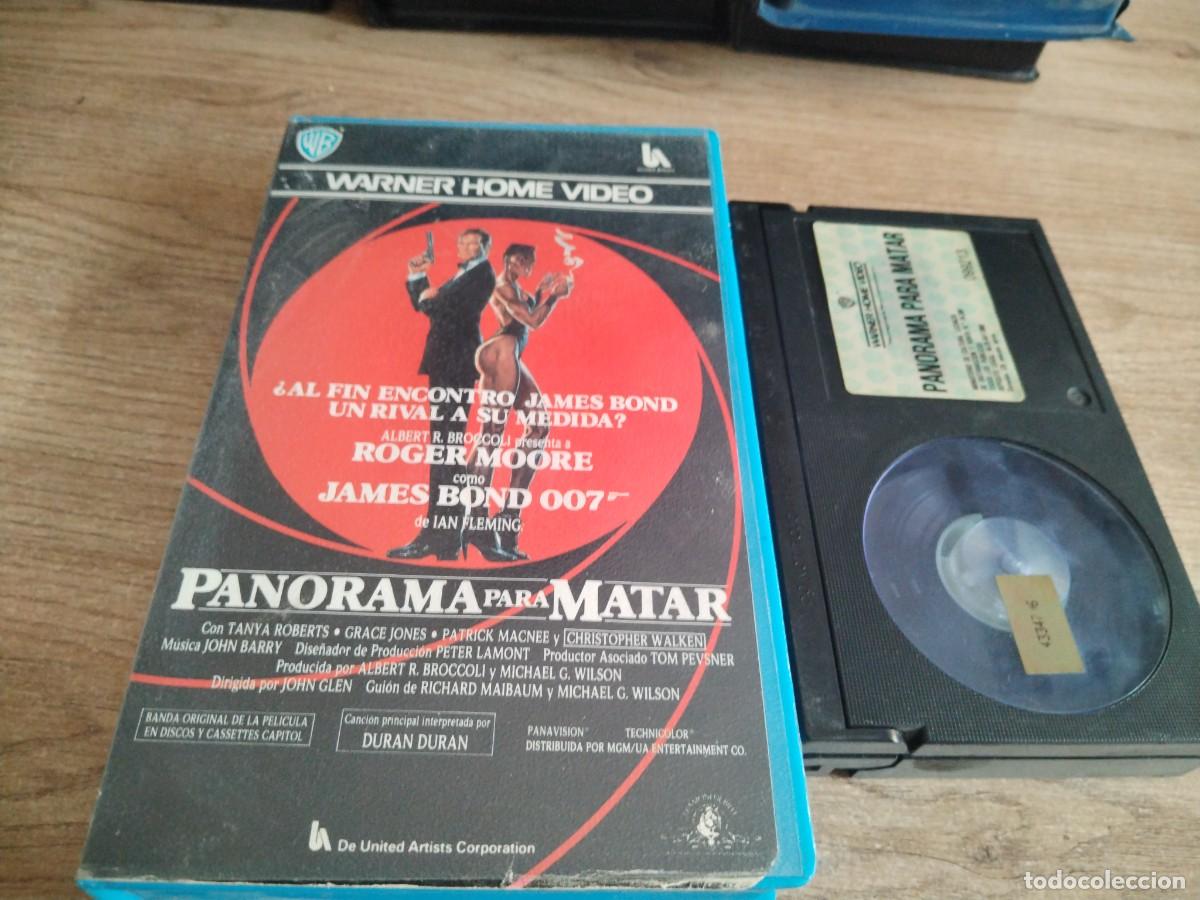 WB
WARNER HOME VIDEO
¿AL FIN ENCONTRO JAMES BOND
UN RIVAL A SU MEDIDA?
ALBERT R. BROCCOLI presenta a
ROGER MOORE
como
JAMES BOND 007
de IAN FLEMING
PANORAMA PARA MATAR
Con TANYA ROBERTS · GRACE JONES · PATRICK MACNEE y CHRISTOPHER WALKEN
Música JOHN BARRY Diseñador de Producción PETER LAMONT Productor Asociado TOM PEVSNER
Producida por ALBERT R. BROCCOLI y MICHAEL G. WILSON
Dirigida por JOHN GLEN Guión de RICHARD MAIBAUM y MICHAEL G. WILSON
BANDA ORIGINAL DE LA PELICULA
EN DISCOS Y CASSETTES CAPITOL
Canción principal interpretada por
DURAN DURAN
PANAVISION® TECHNICOLOR®
DISTRIBUIDA POR MGM/UA ENTERTAINMENT CO.
De United Artists Corporation
WARNER HOME VIDEO
PANORAMA PARA MATAR
43347 6
todocoleccion